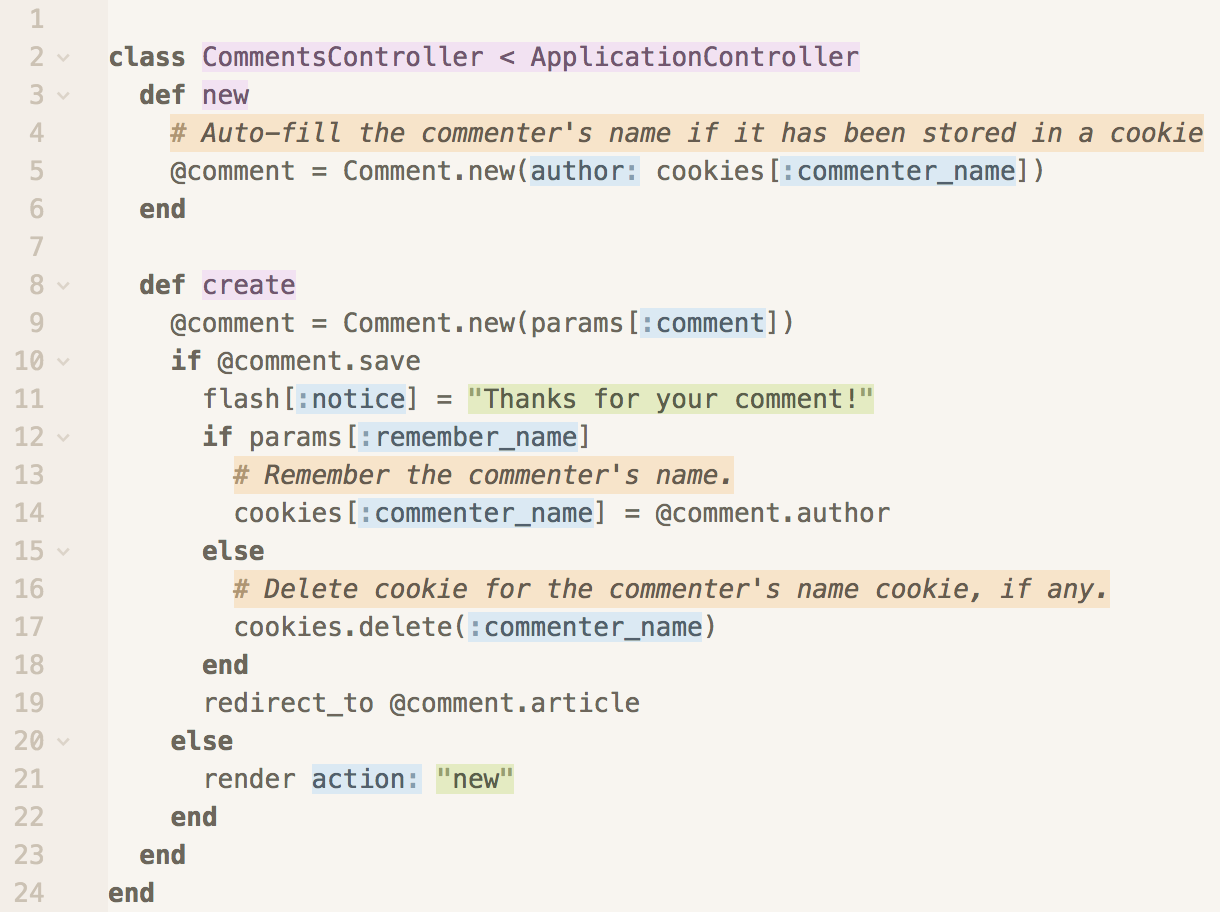 1
2 class CommentsController < ApplicationController
3   def new
4     # Auto-fill the commenter's name if it has been stored in a cookie
5     @comment = Comment.new(author: cookies[:commenter_name])
6   end
7
8   def create
9     @comment = Comment.new(params[:comment])
10     if @comment.save
11       flash[:notice] = "Thanks for your comment!"
12       if params[:remember_name]
13         # Remember the commenter's name.
14         cookies[:commenter_name] = @comment.author
15       else
16         # Delete cookie for the commenter's name cookie, if any.
17         cookies.delete(:commenter_name)
18       end
19       redirect_to @comment.article
20     else
21       render action: "new"
22     end
23   end
24 end